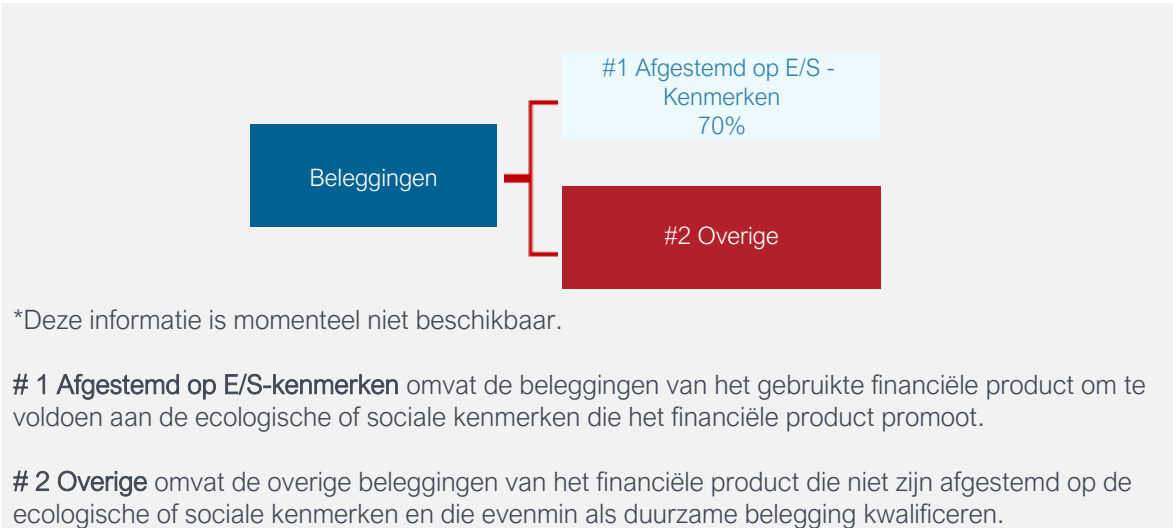 #1 Afgestemd op E/S -
Kenmerken
70%
Beleggingen
#2 Overige
*Deze informatie is momenteel niet beschikbaar.
# 1 Afgestemd op E/S-kenmerken omvat de beleggingen van het gebruikte financiële product om te
voldoen aan de ecologische of sociale kenmerken die het financiële product promoot.
# 2 Overige omvat de overige beleggingen van het financiële product die niet zijn afgestemd op de
ecologische of sociale kenmerken en die evenmin als duurzame belegging kwalificeren.